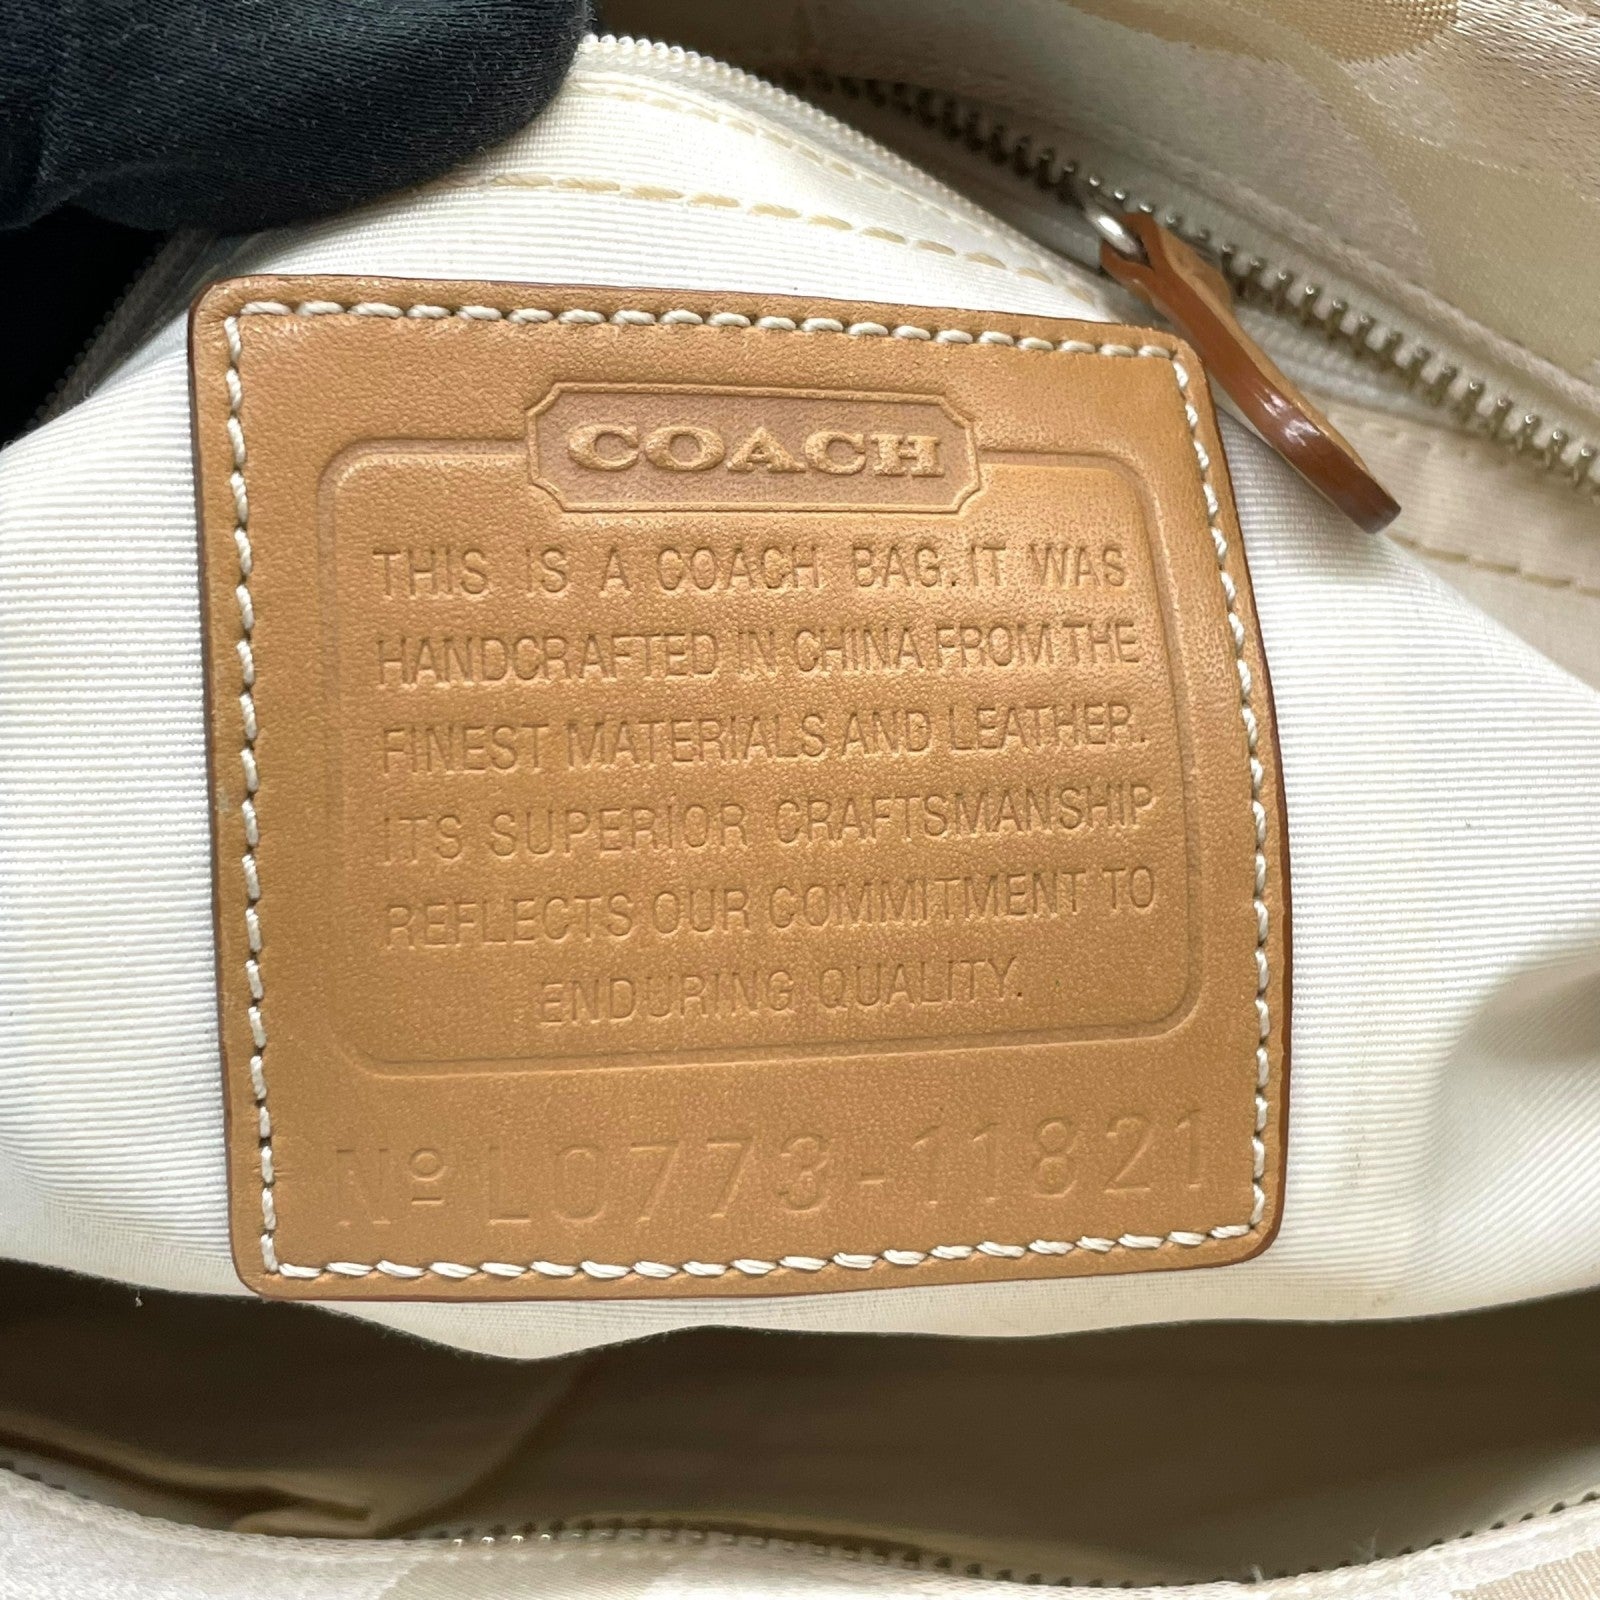 COACH
THIS IS A COACH BAG. IT WAS
HANDCRAFTED IN CHINA FROM THE
FINEST MATERIALS AND LEATHER.
ITS SUPERIOR CRAFTSMANSHIP
REFLECTS OUR COMMITMENT TO
ENDURING QUALITY.
Nº L0773-11821